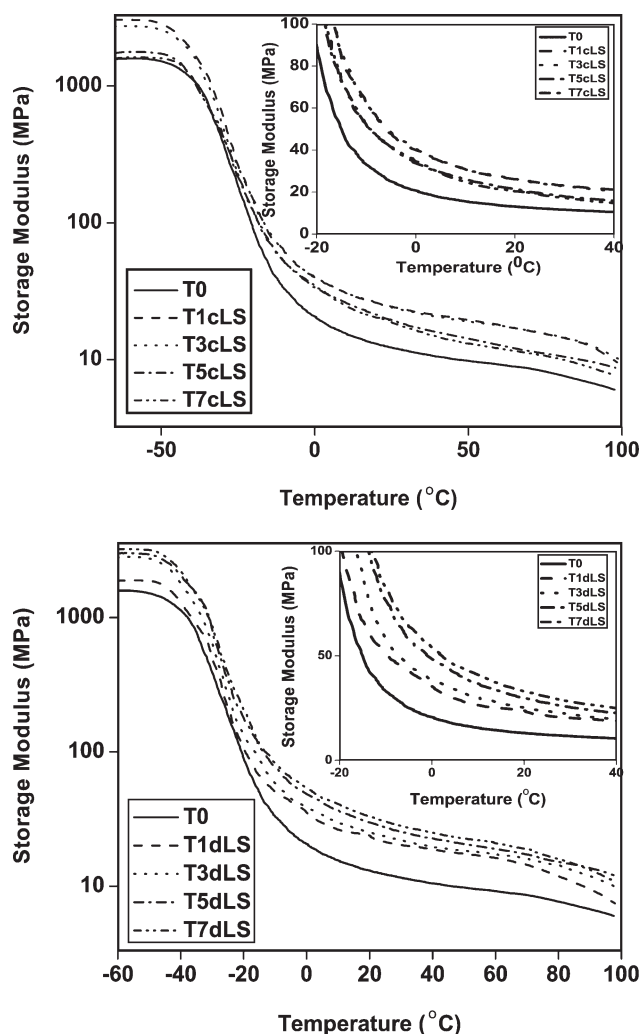 Storage Modulus (MPa)
1000
100
10
-50
0
50
100
Temperature (°C)
T0
T1cLS
T3cLS
T5cLS
T7cLS
Storage Modulus (MPa)
100
80
60
40
20
0
-20
0
20
40
Temperature (⁰C)
T0
T1cLS
T3cLS
T5cLS
T7cLS
Storage Modulus (MPa)
1000
100
10
-60
-40
-20
0
20
40
60
80
100
Temperature (°C)
T0
T1dLS
T3dLS
T5dLS
T7dLS
Storage Modulus (MPa)
100
50
0
-20
0
20
40
Temperature (°C)
T0
T1dLS
T3dLS
T5dLS
T7dLS